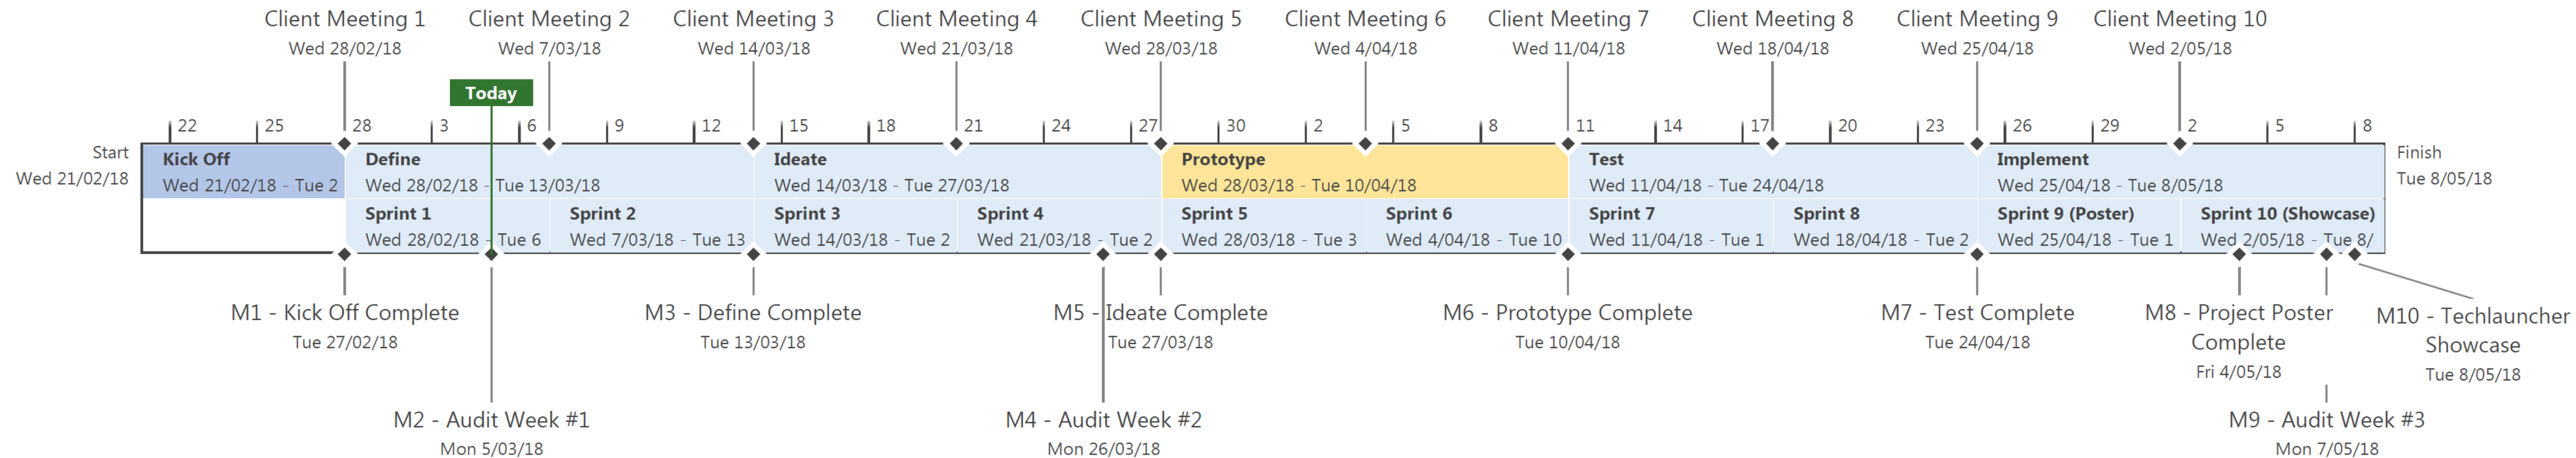 Client Meeting 1
Wed 28/02/18
Client Meeting 2
Wed 7/03/18
Client Meeting 3
Wed 14/03/18
Client Meeting 4
Wed 21/03/18
Client Meeting 5
Wed 28/03/18
Client Meeting 6
Wed 4/04/18
Client Meeting 7
Wed 11/04/18
Client Meeting 8
Wed 18/04/18
Client Meeting 9
Wed 25/04/18
Client Meeting 10
Wed 2/05/18
Today
22 25 28 3 6 9 12 15 18 21 24 27 30 2 5 8 11 14 17 20 23 26 29 2 5 8
Start
Wed 21/02/18
Kick Off
Wed 21/02/18 - Tue 2
Define
Wed 28/02/18 - Tue 13/03/18
Ideate
Wed 14/03/18 - Tue 27/03/18
Prototype
Wed 28/03/18 - Tue 10/04/18
Test
Wed 11/04/18 - Tue 24/04/18
Implement
Wed 25/04/18 - Tue 8/05/18
Finish
Tue 8/05/18
Sprint 1
Wed 28/02/18 - Tue 6
Sprint 2
Wed 7/03/18 - Tue 13
Sprint 3
Wed 14/03/18 - Tue 2
Sprint 4
Wed 21/03/18 - Tue 2
Sprint 5
Wed 28/03/18 - Tue 3
Sprint 6
Wed 4/04/18 - Tue 10
Sprint 7
Wed 11/04/18 - Tue 1
Sprint 8
Wed 18/04/18 - Tue 2
Sprint 9 (Poster)
Wed 25/04/18 - Tue 1
Sprint 10 (Showcase)
Wed 2/05/18 - Tue 8/
M1 - Kick Off Complete
Tue 27/02/18
M2 - Audit Week #1
Mon 5/03/18
M3 - Define Complete
Tue 13/03/18
M4 - Audit Week #2
Mon 26/03/18
M5 - Ideate Complete
Tue 27/03/18
M6 - Prototype Complete
Tue 10/04/18
M7 - Test Complete
Tue 24/04/18
M8 - Project Poster
Complete
Fri 4/05/18
M9 - Audit Week #3
Mon 7/05/18
M10 - Techlauncher
Showcase
Tue 8/05/18